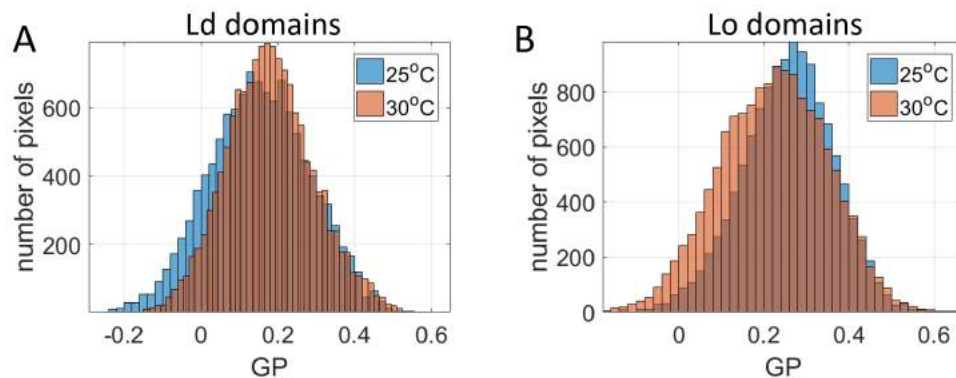 A
Ld domains
25°C
30°C
600
400
200
number of pixels
-0.2
0
0.2
0.4
0.6
GP
B
Lo domains
25°C
30°C
800
600
400
200
0
number of pixels
0
0.2
0.4
0.6
GP